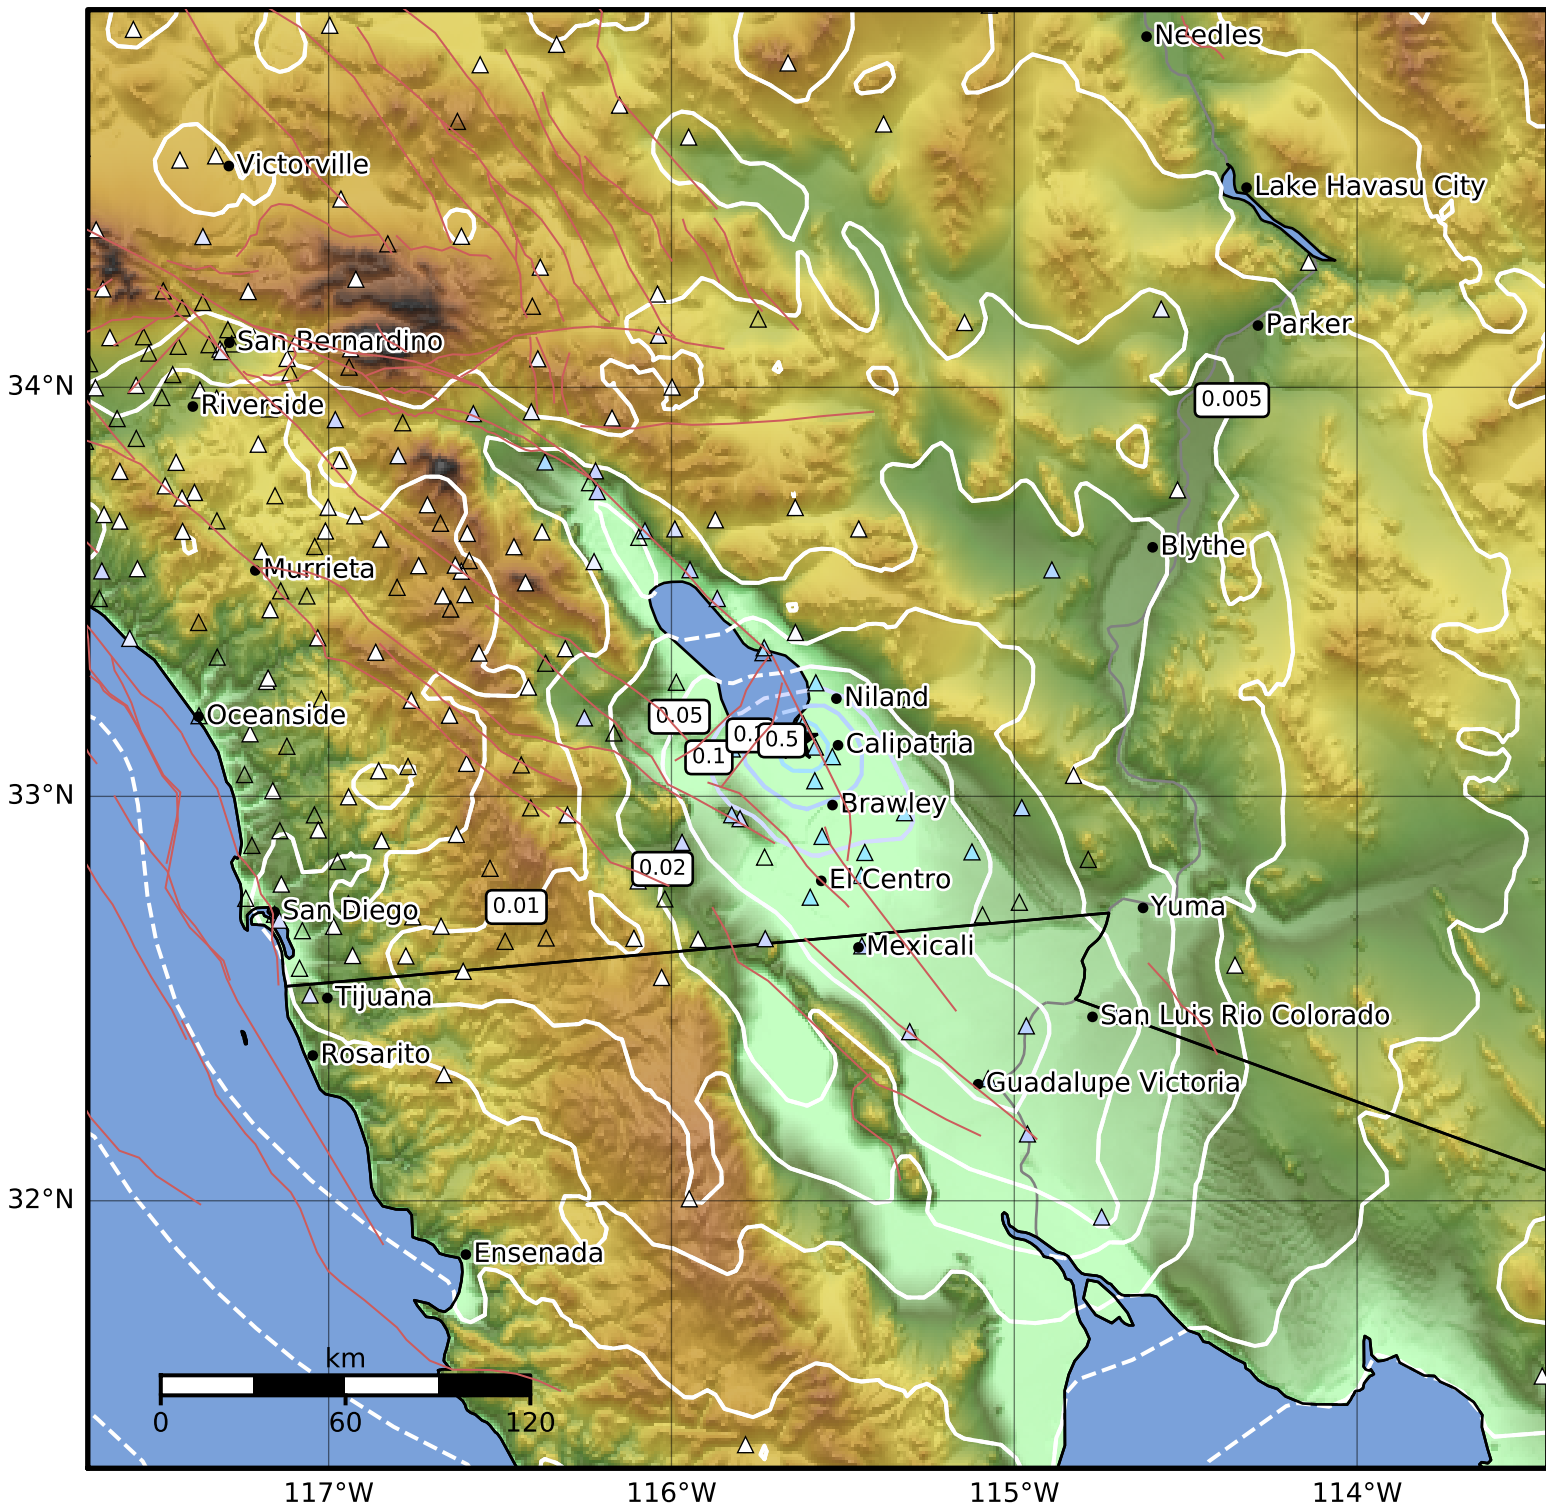 Needles
Victorville
Lake Havasu City
Parker
San Bernardino
34°N
0.005
Riverside
Blythe
Murrieta
Niland
0.05
Oceanside
0.5
Calipatria
0.1
33°N
Brawley
0.02
El Centro
0.01
San Diego
Yuma
Mexicali
Tijuana
San Luis Rio Colorado
Rosarito
Guadalupe Victoria
32°N
Ensenada
km
0 60 120
117°W 116°W 115°W 114°W